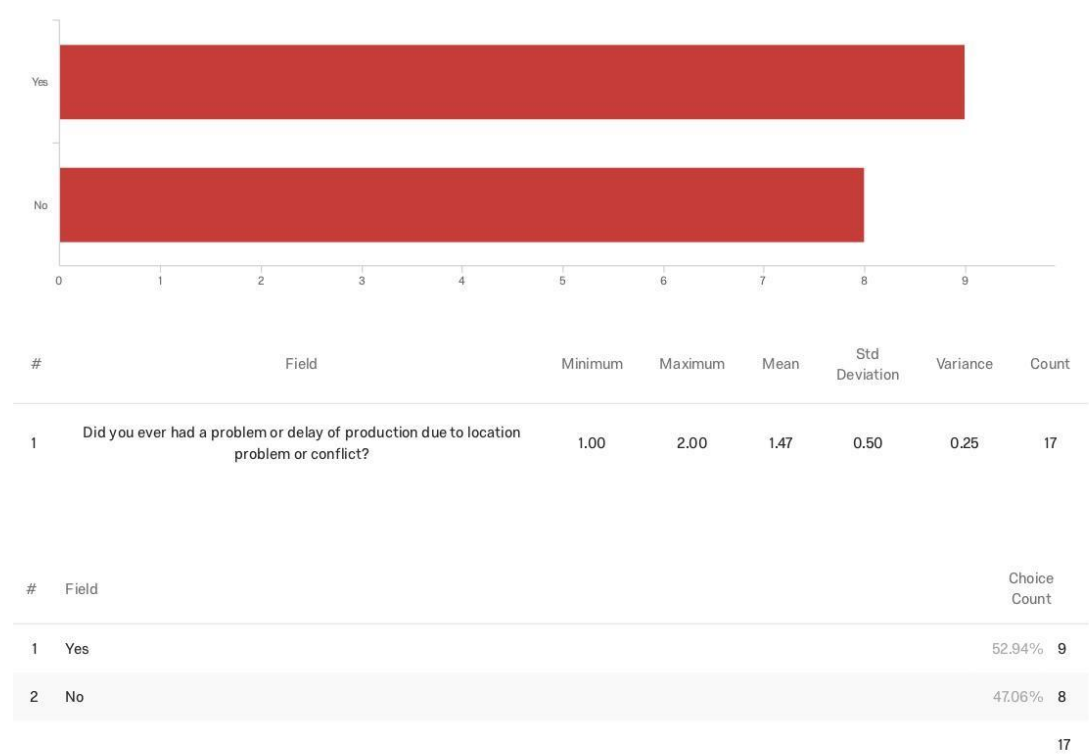 Yes
No
0 1 2 3 4 5 6 7 8 9
# Field Minimum Maximum Mean Std Deviation Variance Count
1 Did you ever had a problem or delay of production due to location
problem or conflict? 1.00 2.00 1.47 0.50 0.25 17
# Field Choice Count
1 Yes 52.94% 9
2 No 47.06% 8
17